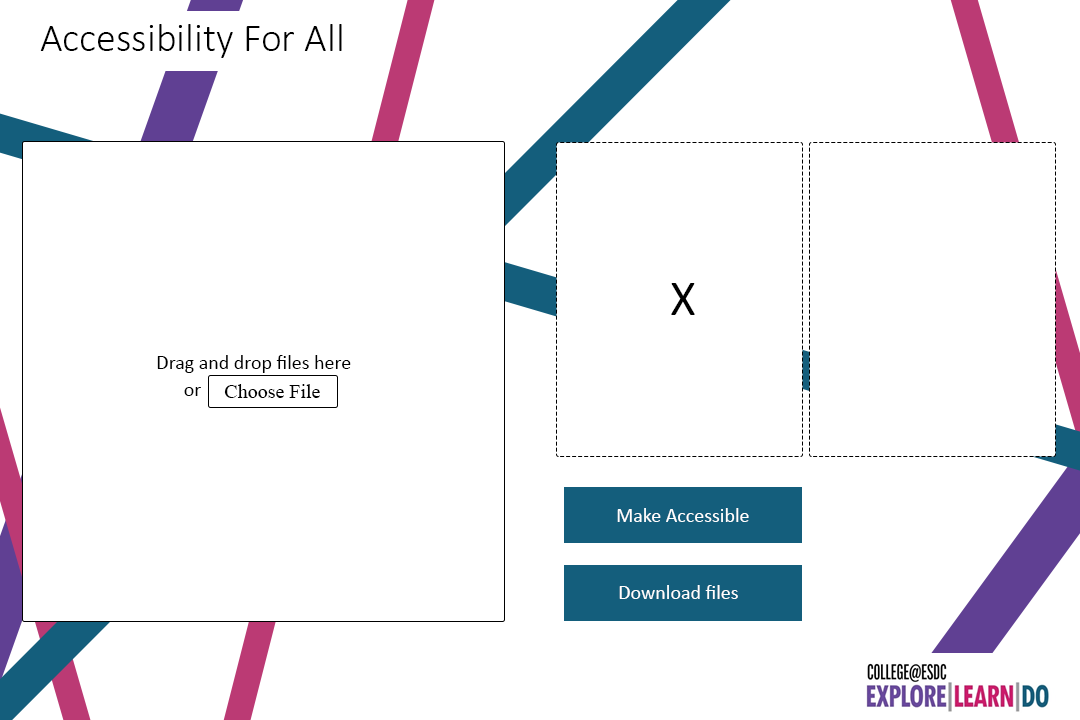 Accessibility For All
Drag and drop files here
or Choose File
X
Make Accessible
Download files
COLLEGE@ESDC
EXPLORE|LEARN|DO